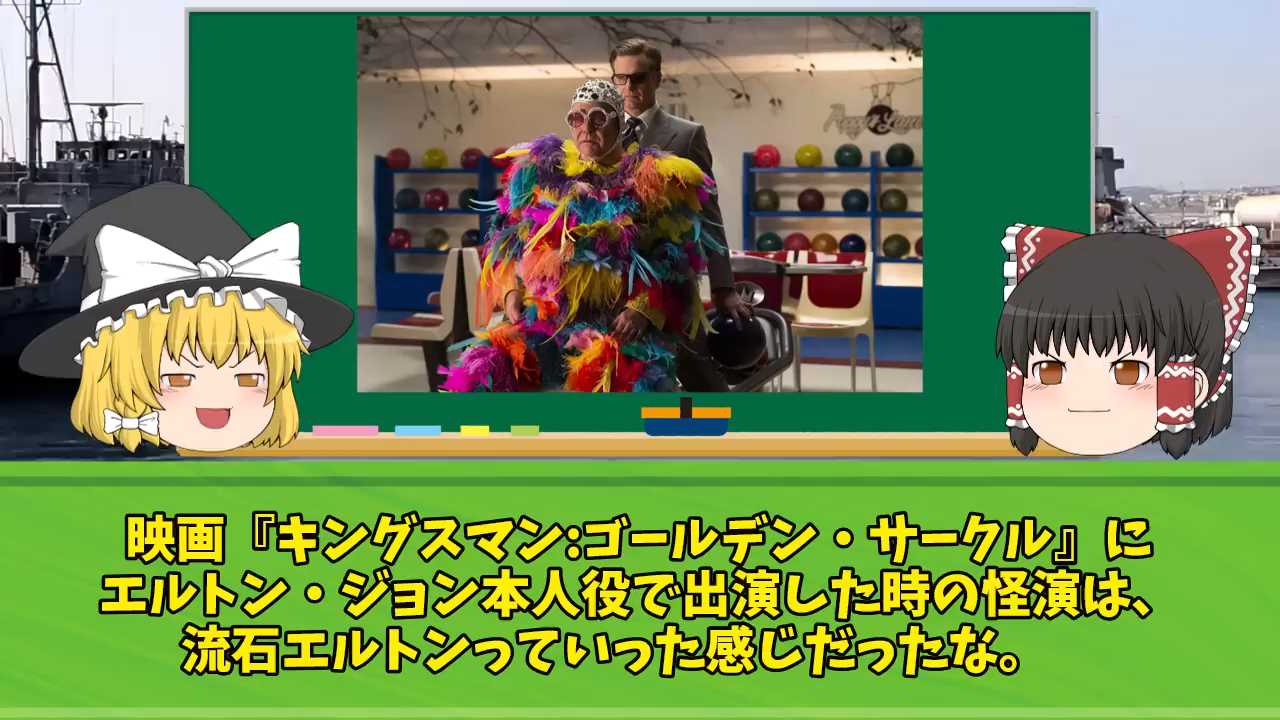 映画『キングスマン:ゴールデン・サークル』に
エルトン・ジョン本人役で出演した時の怪演は、
流石エルトンっていった感じだったな。